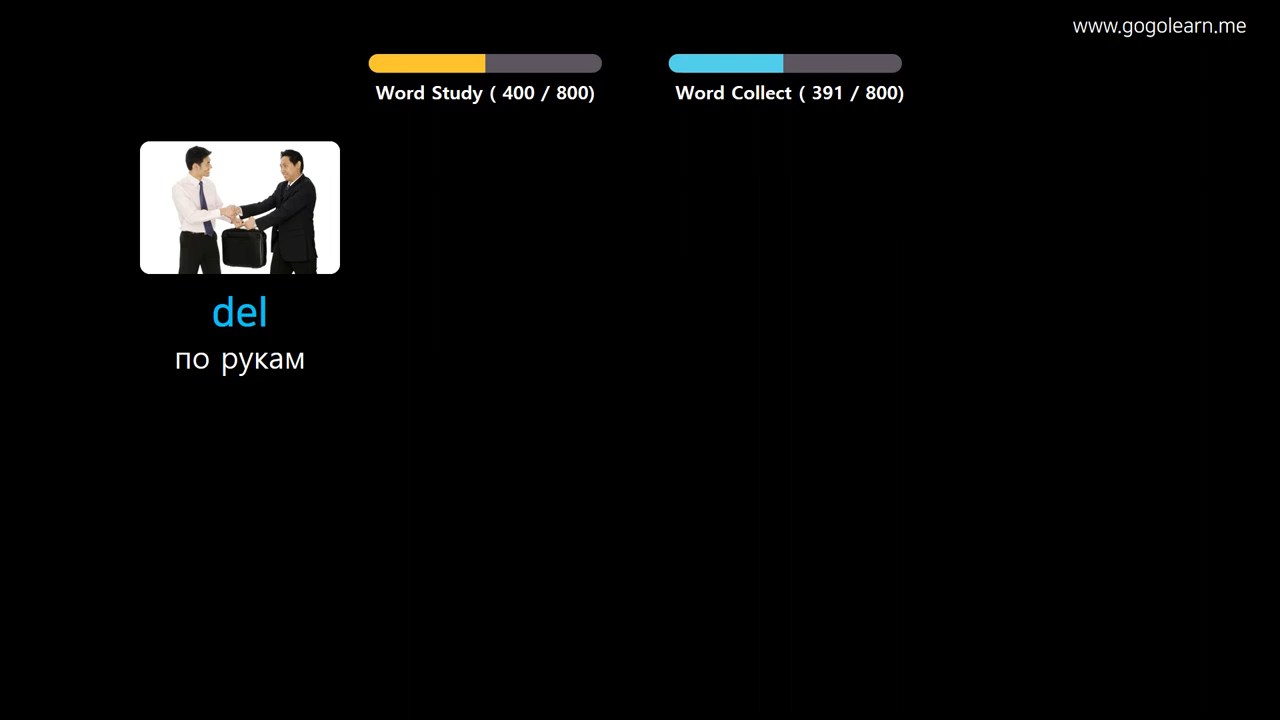 www.gogolearn.me
Word Study ( 400 / 800)
Word Collect ( 391 / 800)
del
по рукам